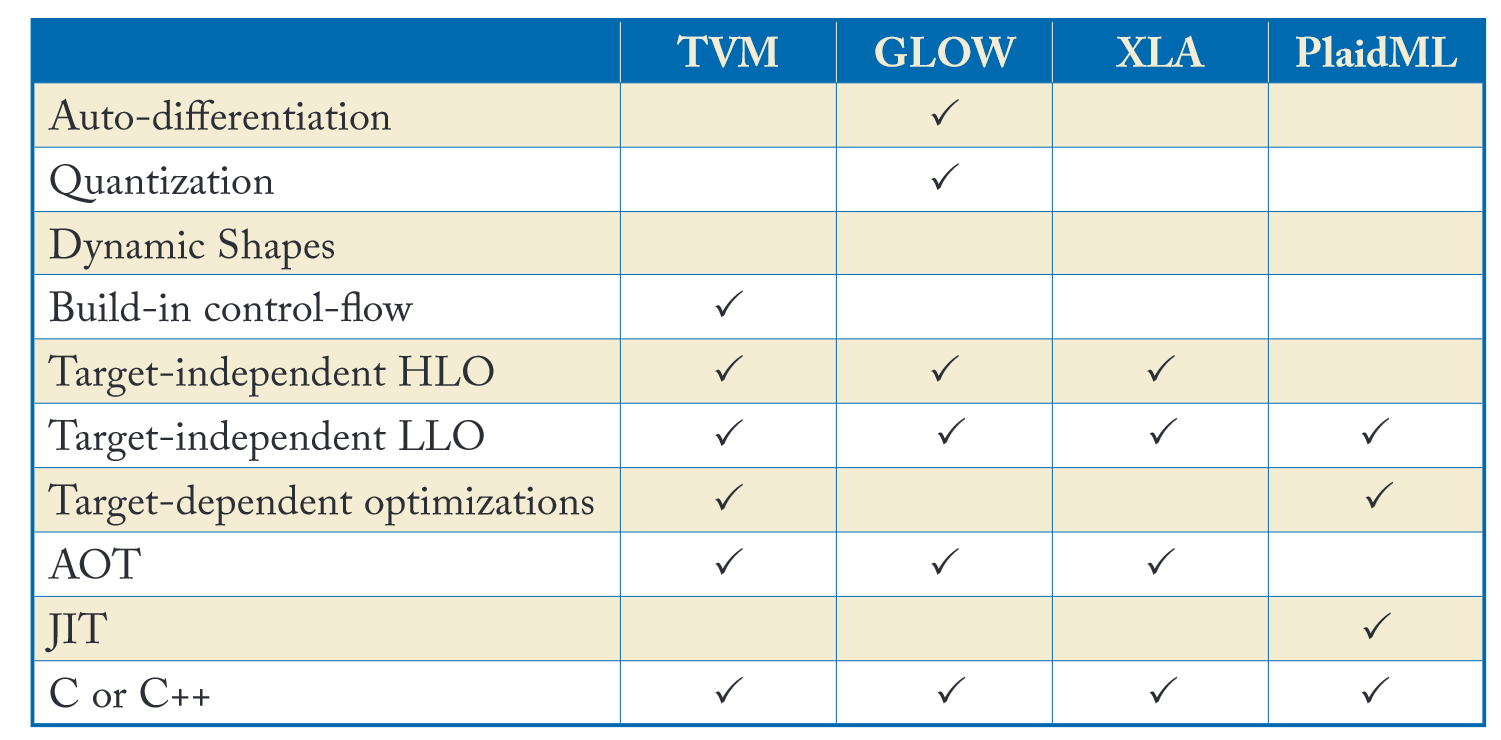 TVM GLOW XLA PlaidML
Auto-differentiation ✓
Quantization ✓
Dynamic Shapes
Build-in control-flow ✓
Target-independent HLO ✓ ✓ ✓
Target-independent LLO ✓ ✓ ✓ ✓
Target-dependent optimizations ✓ ✓
AOT ✓ ✓ ✓
JIT ✓
C or C++ ✓ ✓ ✓ ✓